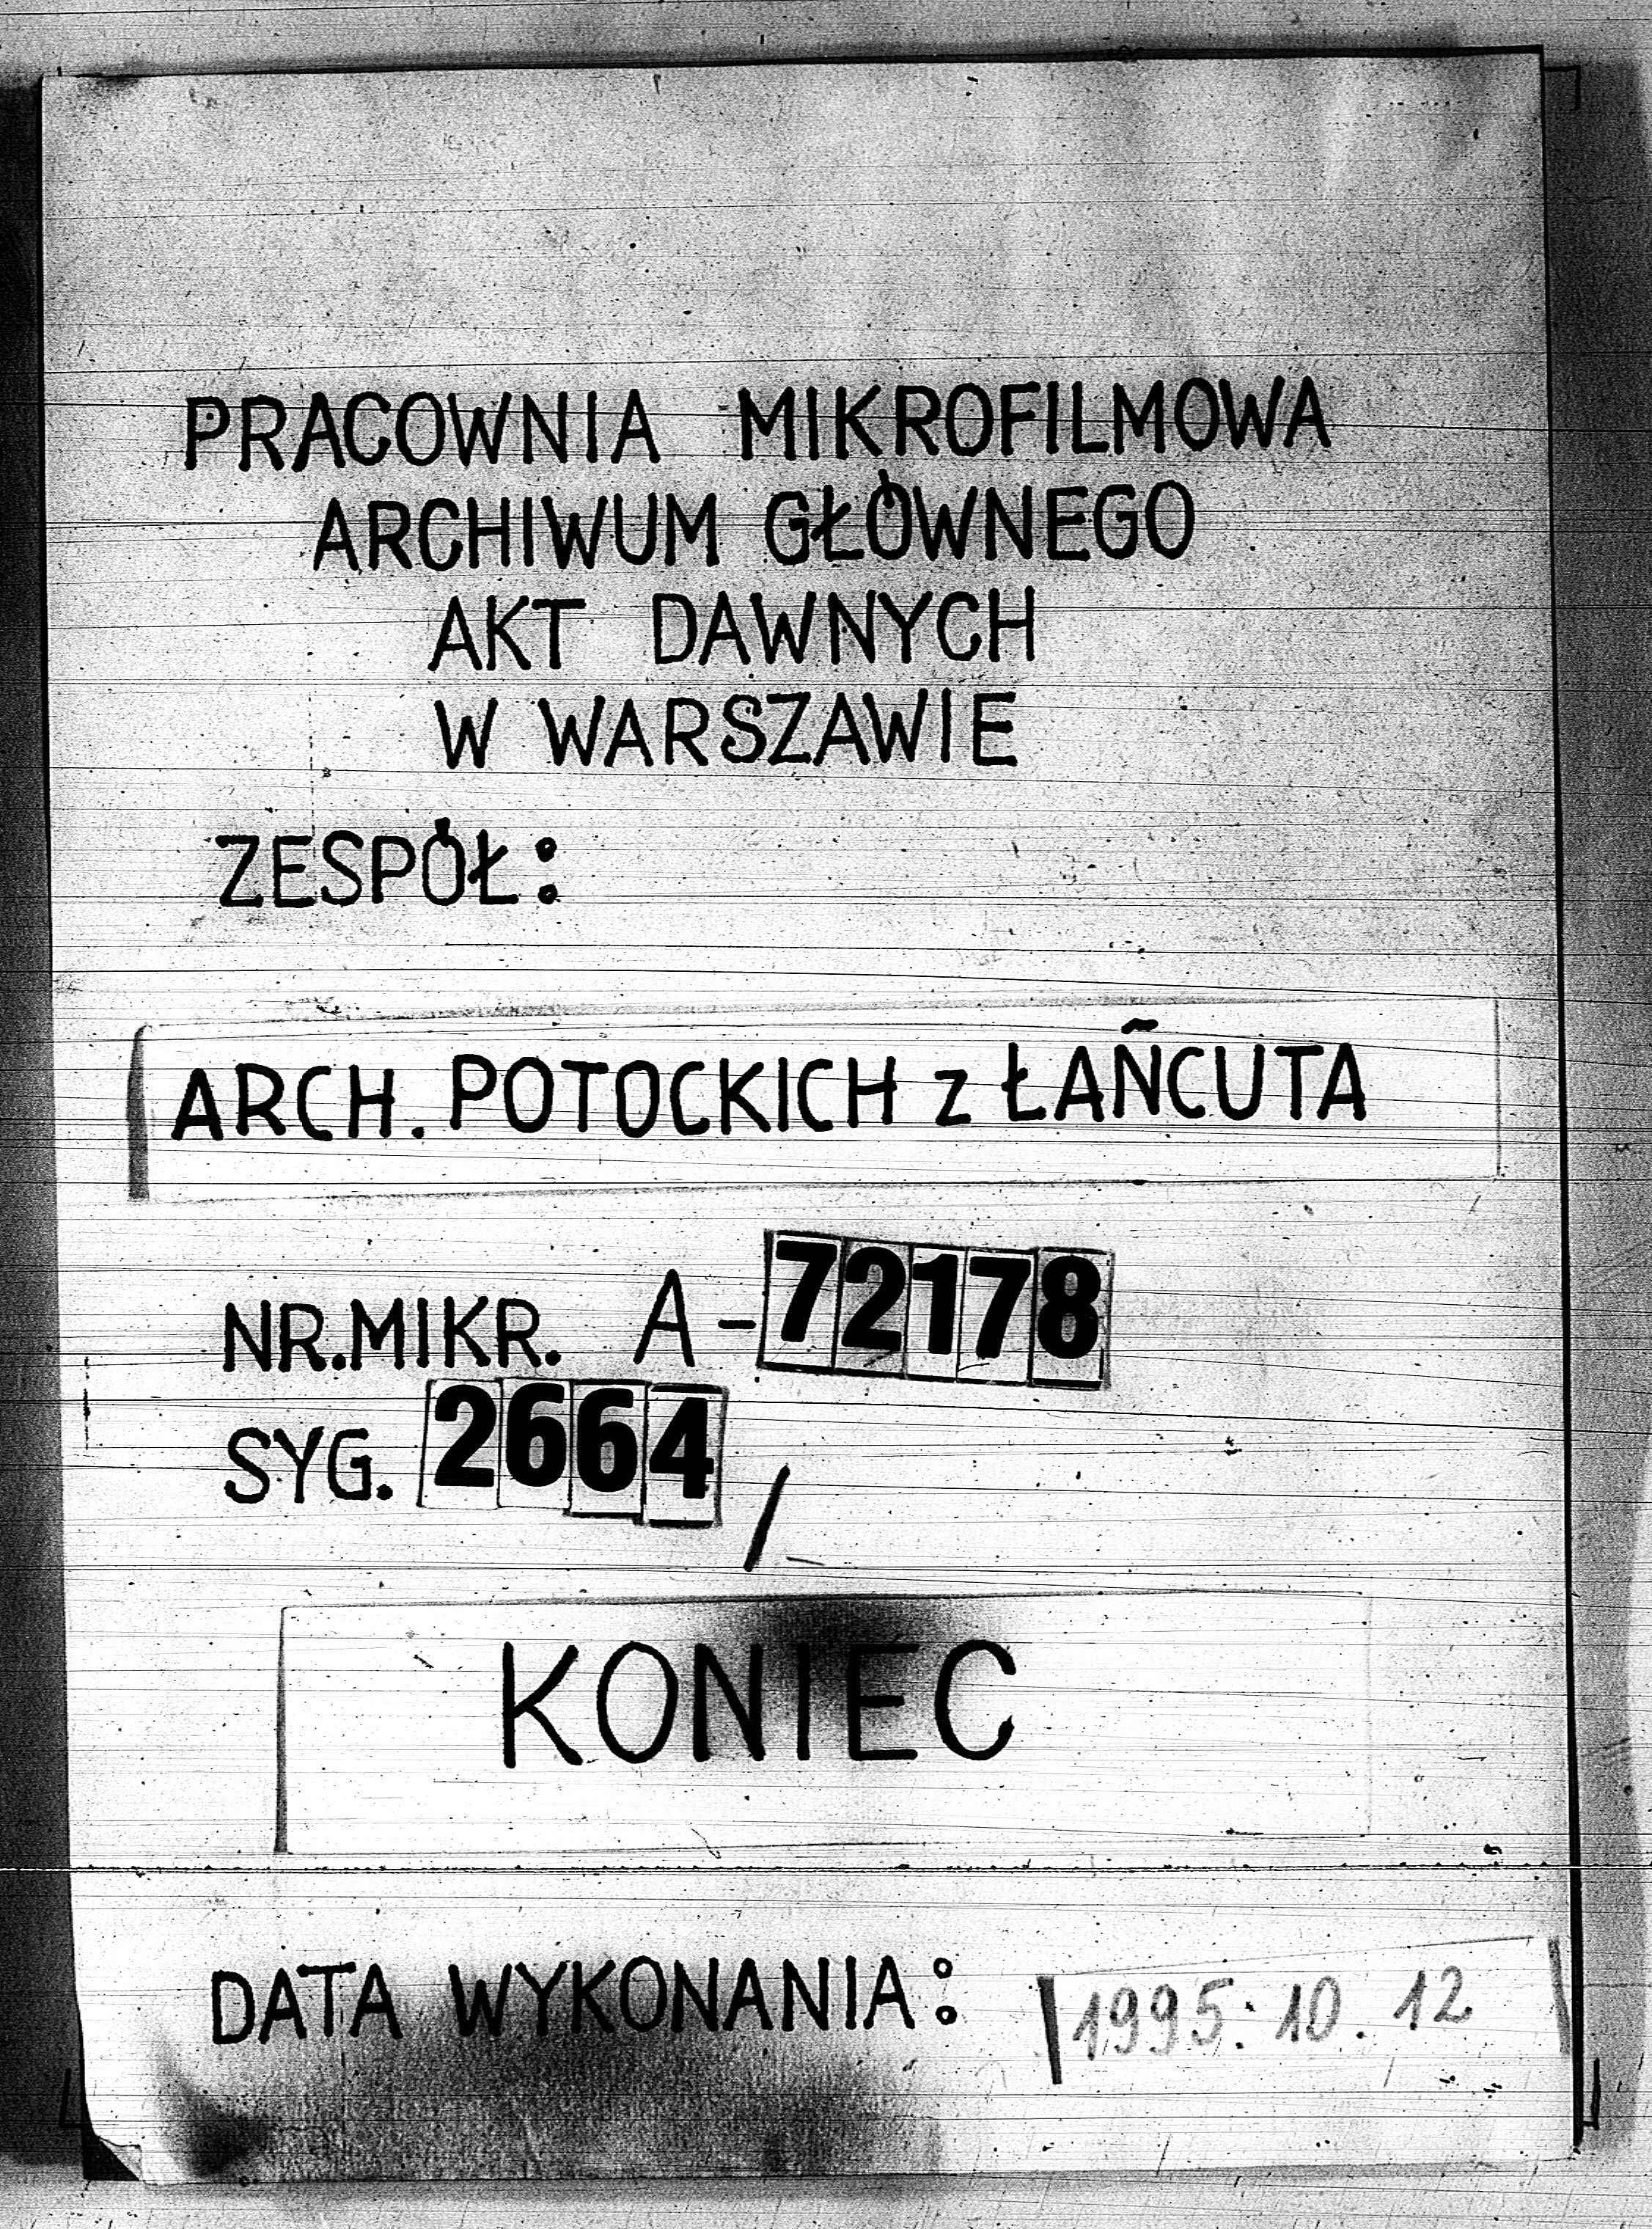 PRACOWNIA MIKROFILMOWA
ARCHIWUM GŁÓWNEGO
AKT DAWNYCH
W WARSZAWIE
ZESPÓŁ:
ARCH. POTOCKICH z ŁAŃCUTA
NR. MIKR. A-72178
SYG. 2664/
KONIEC
DATA WYKONANIA: 1995.10.12